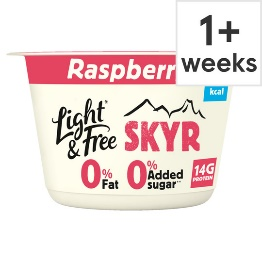 Raspberr
1+
weeks
kcal
Light
& Free
SKYR
0%
Fat
0%
Added
sugar**
14G
PROTEIN